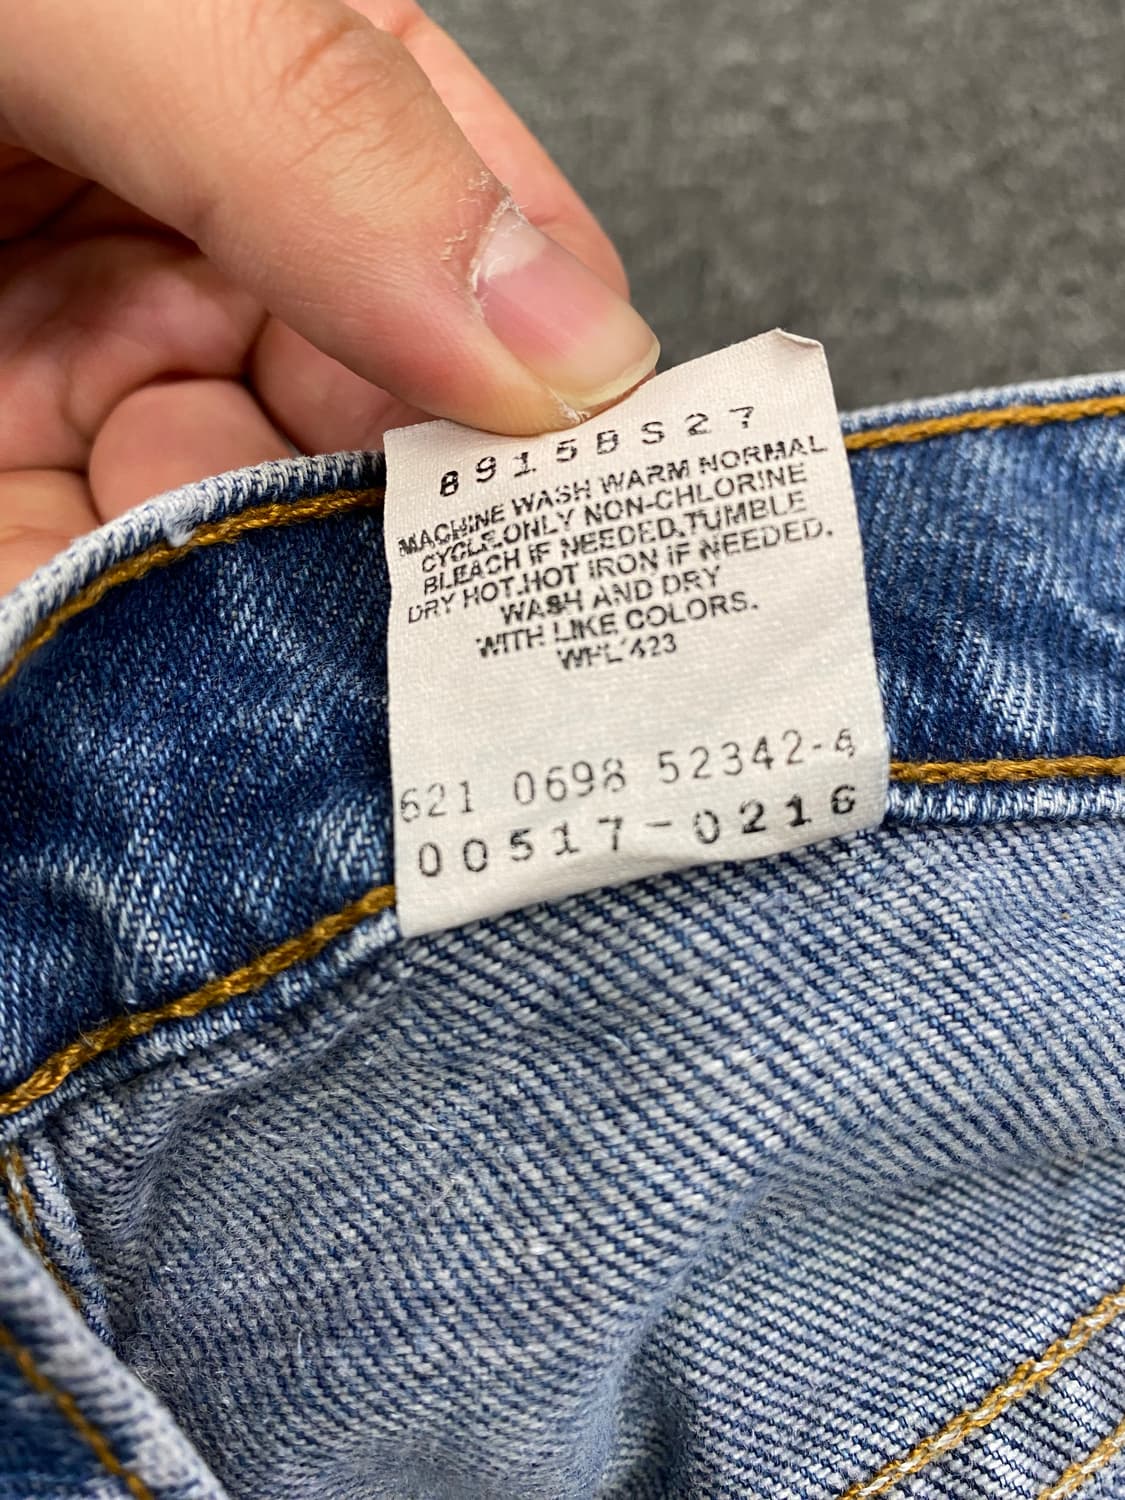 8915BS27
MACHINE WASH WARM NORMAL
CYCLE.ONLY NON-CHLORINE
BLEACH IF NEEDED.TUMBLE
DRY HOT.HOT IRON IF NEEDED.
WASH AND DRY
WITH LIKE COLORS.
WPL 423
621 0698 52342-4
00517-0216